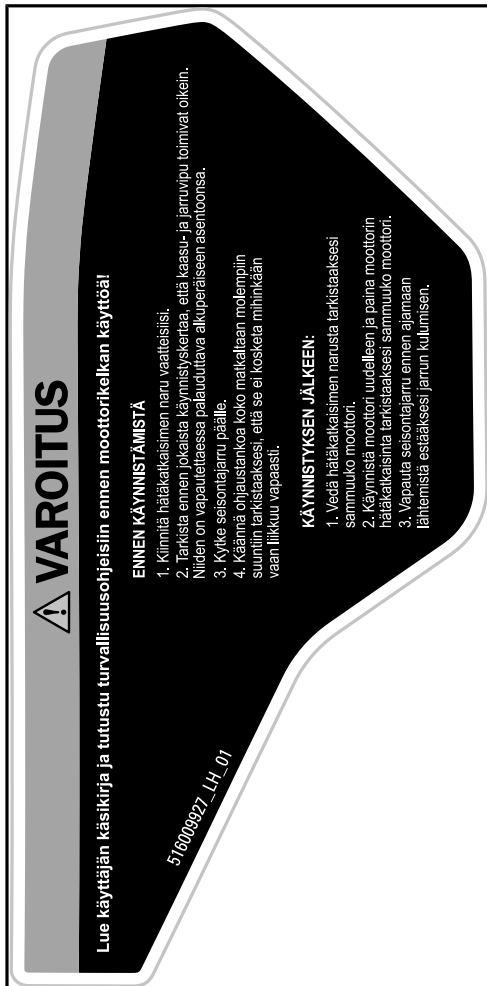 VAROITUS
Lue käyttäjän käsikirja ja tutustu turvallisuusohjeisiin ennen moottorikelkan käyttöä!
ENNEN KÄYNNISTÄMISTÄ
1. Kiinnitä hätäkatkaisimen naru vaatteisiisi.
2. Tarkista ennen jokaista käynnistyskertaa, että kaasu- ja jarruvipu toimivat oikein.
Niiden on vapautettaessa palauduttava alkuperäiseen asentoonsa.
3. Kytke seisontajarru päälle.
4. Käännä ohjaustankoa koko matkaltaan molempiin
suuntiin tarkistaaksesi, että se ei kosketa mihinkään
vaan liikkuu vapaasti.
KÄYNNISTYKSEN JÄLKEEN:
1. Vedä hätäkatkaisimen narusta tarkistaaksesi
sammuuko moottori.
2. Käynnistä moottori uudelleen ja paina moottorin
hätäkatkaisinta tarkistaaksesi sammuuko moottori.
3. Vapauta seisontajarru ennen ajamaan
lähtemistä estääksesi jarrun kulumisen.
516009927_LH_01